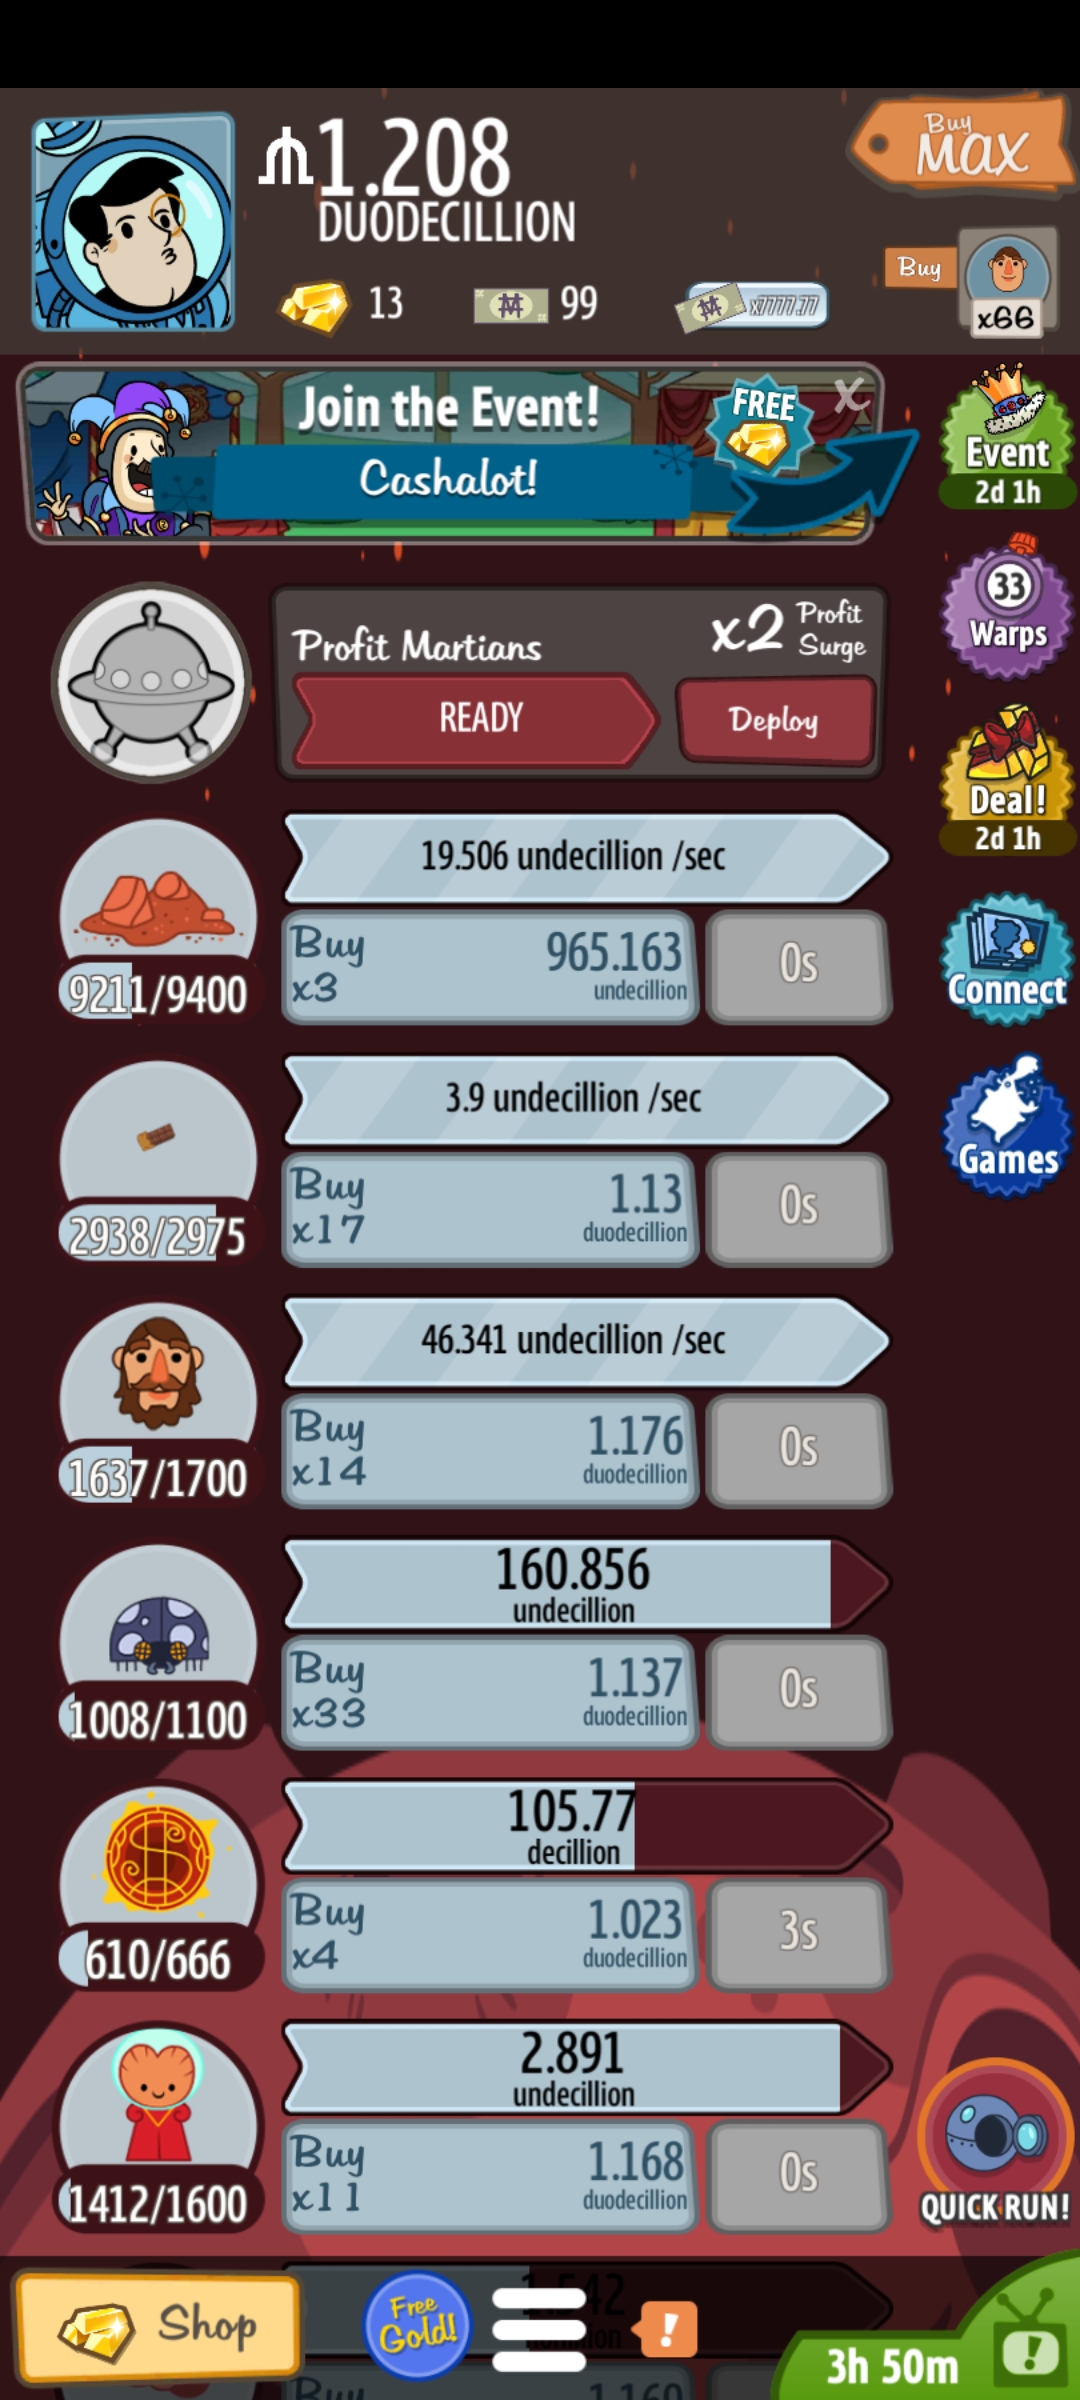 1.208
DUODECILLION
Buy
MAX
13
99
x7777.77
Buy
x66
Join the Event!
FREE
X
Cashalot!
Event
2d 1h
33
Warps
Profit Martians
x2 Profit
Surge
READY
Deploy
Deal!
2d 1h
19.506 undecillion /sec
9211/9400
Buy
x3
965.163
undecillion
0s
Connect
3.9 undecillion /sec
2938/2975
Buy
x17
1.13
duodecillion
0s
Games
46.341 undecillion /sec
1637/1700
Buy
x14
1.176
duodecillion
0s
160.856
undecillion
1008/1100
Buy
x33
1.137
duodecillion
0s
105.77
decillion
610/666
Buy
x4
1.023
duodecillion
3s
2.891
undecillion
1412/1600
Buy
x11
1.168
duodecillion
0s
QUICK RUN!
Shop
Free
Gold!
!
3h 50m
!
Buy